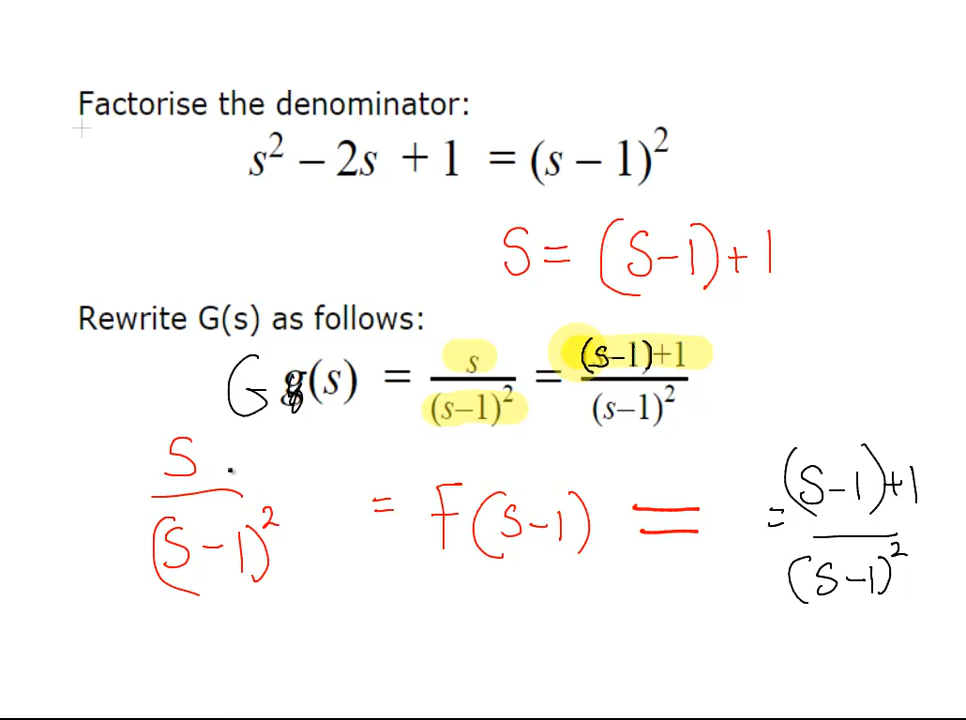 Factorise the denominator:
s² − 2s + 1 = (s − 1)²
S = (S−1) + 1
Rewrite G(s) as follows:
G g(s) = s/(s−1)² = (s−1)+1/(s−1)²
S/(S−1)² = F(S−1) = = (S−1)+1/(S−1)²